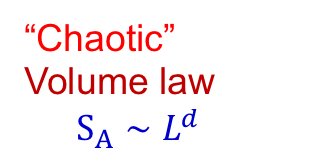 “Chaotic”
Volume law
S_A ~ L^d